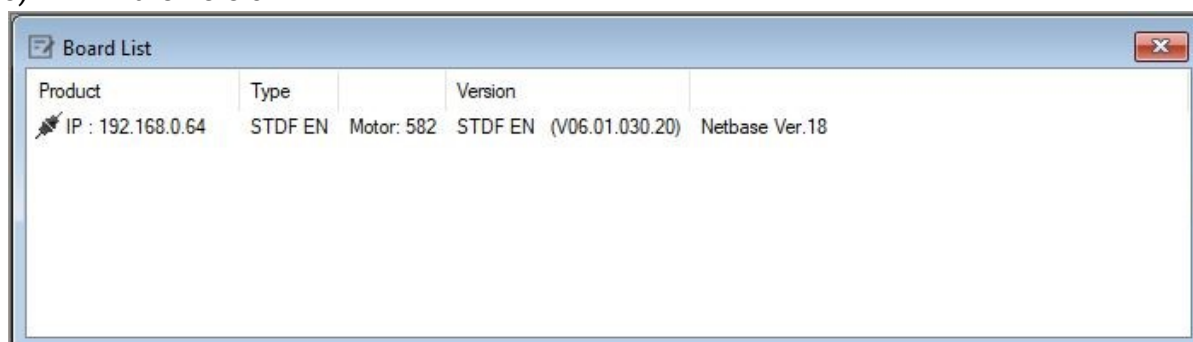 Board List
Product Type Version
IP : 192.168.0.64 STDF EN Motor: 582 STDF EN (V06.01.030.20) Netbase Ver.18